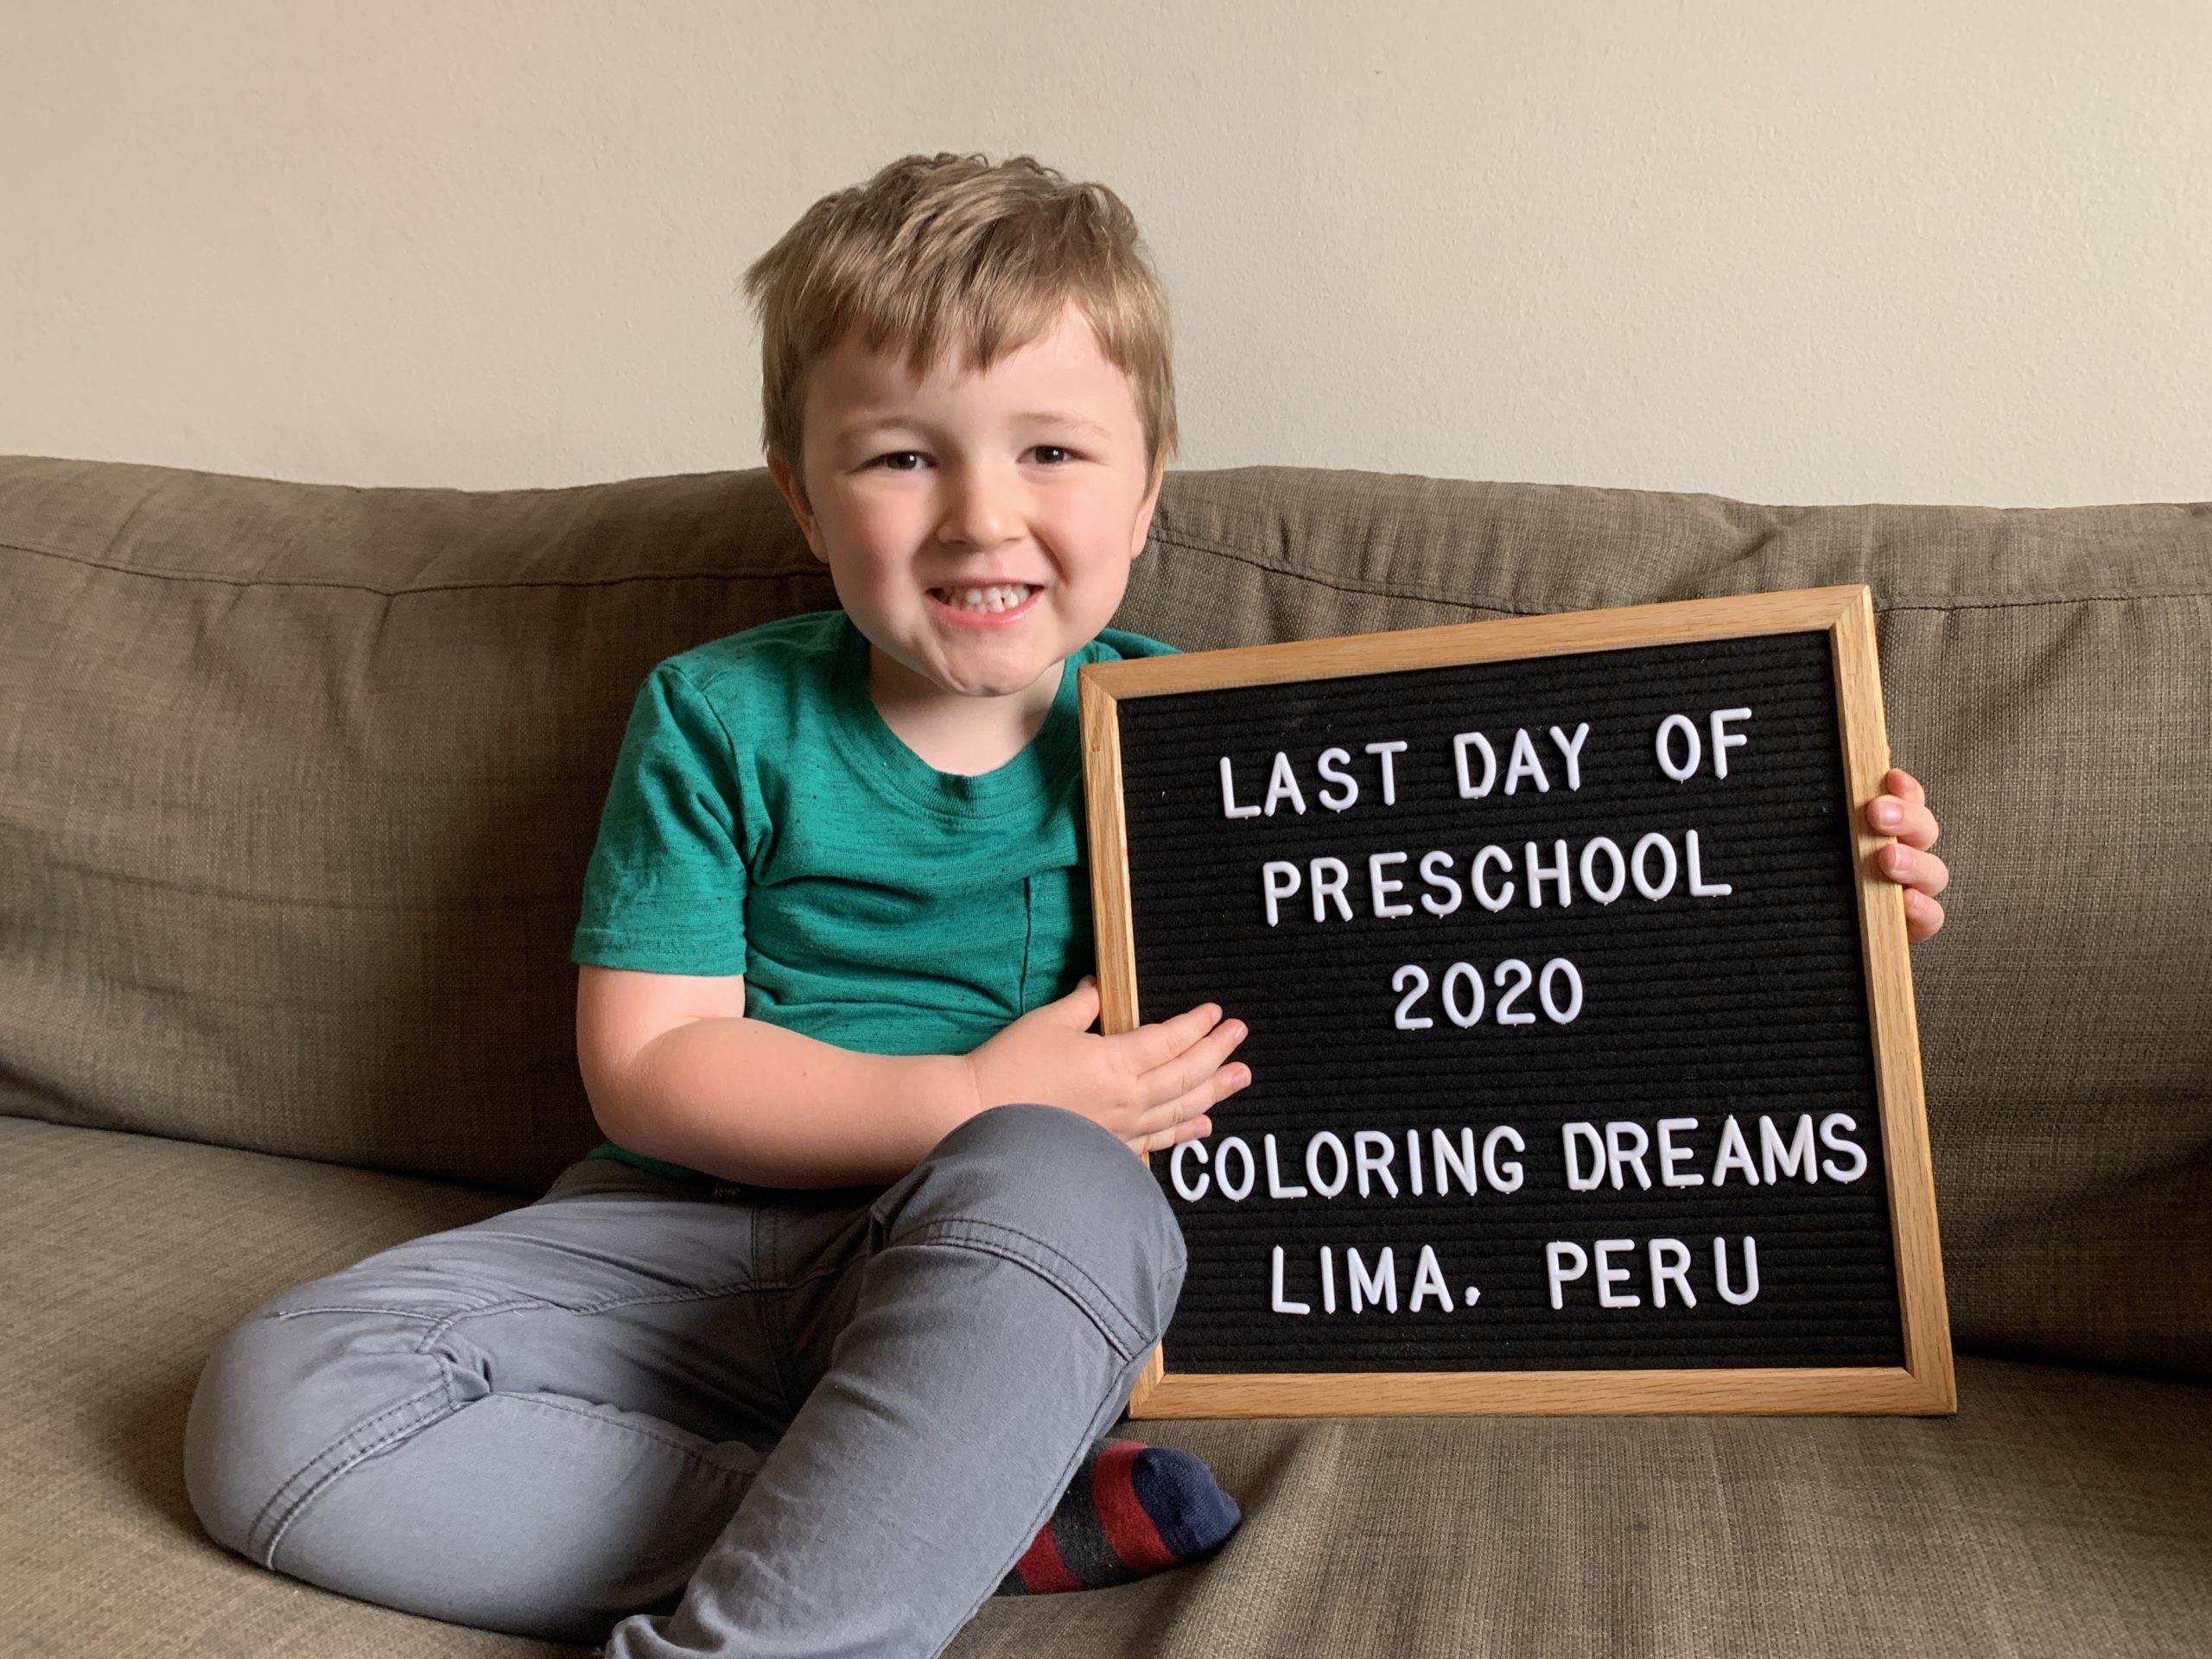 LAST DAY OF
PRESCHOOL
2020
COLORING DREAMS
LIMA, PERU